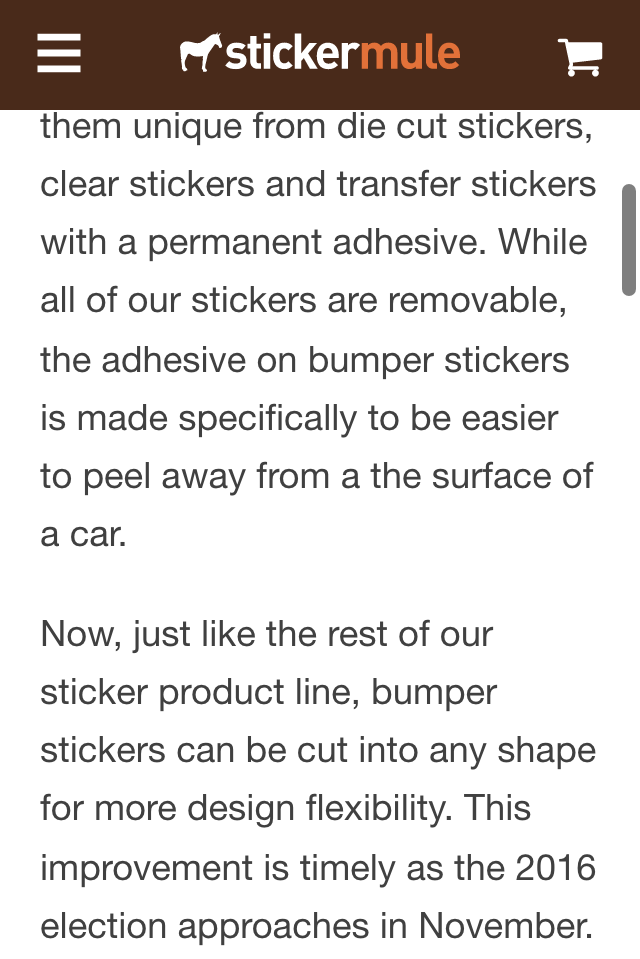 stickermule
them unique from die cut stickers,
clear stickers and transfer stickers
with a permanent adhesive. While
all of our stickers are removable,
the adhesive on bumper stickers
is made specifically to be easier
to peel away from a the surface of
a car.
Now, just like the rest of our
sticker product line, bumper
stickers can be cut into any shape
for more design flexibility. This
improvement is timely as the 2016
election approaches in November.